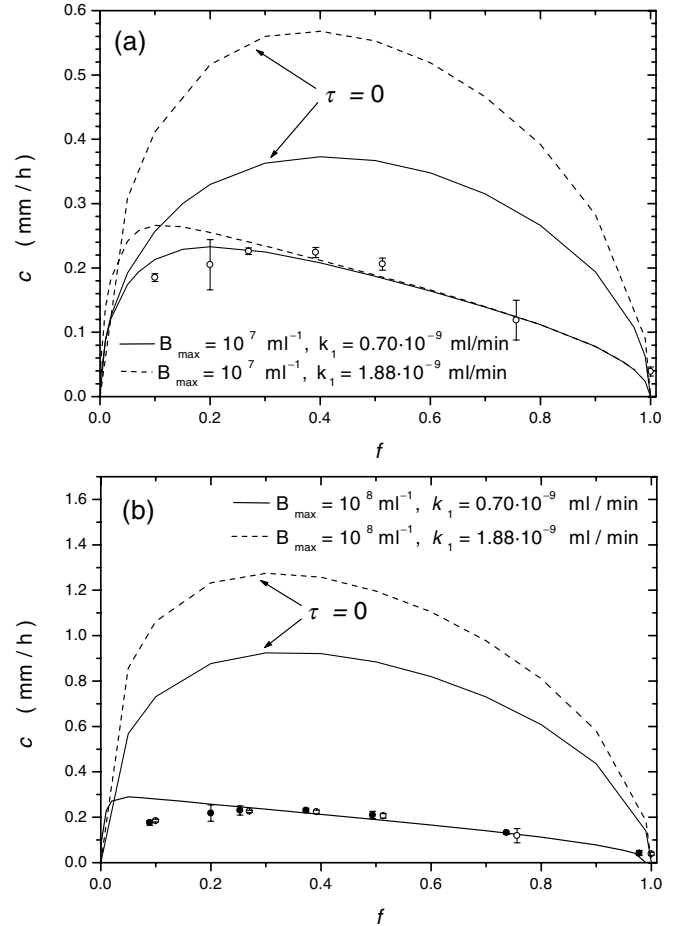 (a)
τ = 0
c ( mm / h )
0.6
0.5
0.4
0.3
0.2
0.1
0.0
B max = 10 7 ml−1, k 1 = 0.70·10 -9 ml/min
B max = 10 7 ml−1, k 1 = 1.88·10 -9 ml/min
0.0 0.2 0.4 0.6 0.8 1.0
f
(b)
B max = 10 8 ml−1, k 1 = 0.70·10 -9 ml / min
B max = 10 8 ml−1, k 1 = 1.88·10 -9 ml / min
τ = 0
c ( mm / h )
1.6
1.4
1.2
1.0
0.8
0.6
0.4
0.2
0.0
0.0 0.2 0.4 0.6 0.8 1.0
f